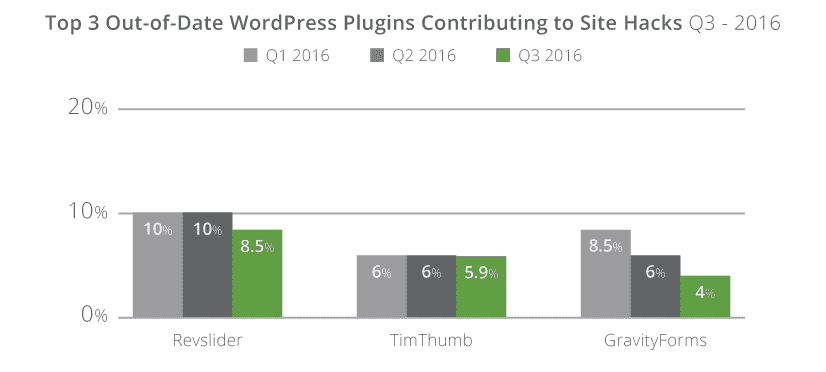 Top 3 Out-of-Date WordPress Plugins Contributing to Site Hacks Q3 - 2016
Q1 2016 Q2 2016 Q3 2016
20%
10%
10% 10% 8.5% 6% 6% 5.9% 8.5% 6% 4%
0%
Revslider TimThumb GravityForms